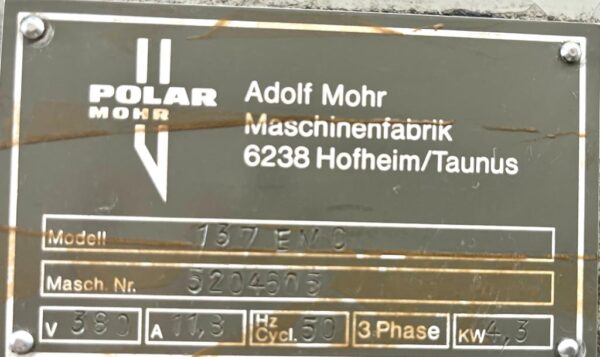 POLAR
MOHR
Adolf Mohr
Maschinenfabrik
6238 Hofheim/Taunus
Modell 137 EMC
Masch. Nr. 5204605
V 380 A 11,8 Hz Cycl. 50 3 Phase KW 4,3